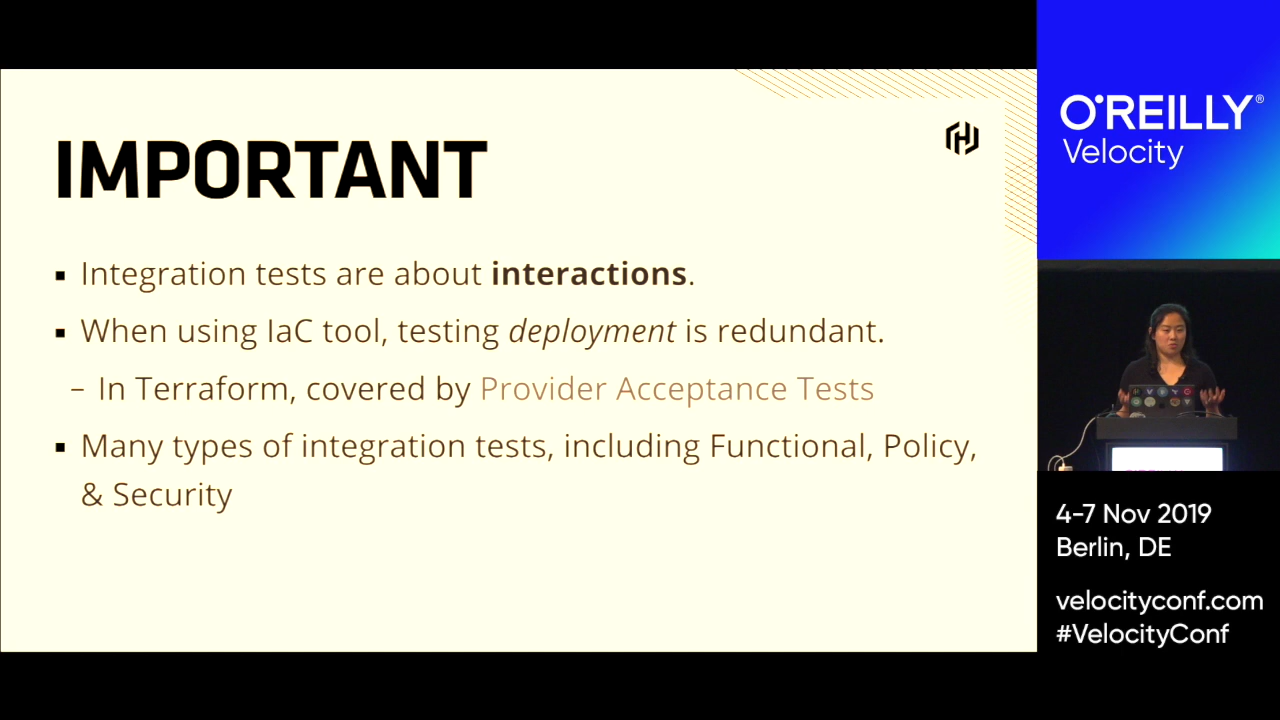 IMPORTANT
▪ Integration tests are about interactions.
▪ When using IaC tool, testing deployment is redundant.
– In Terraform, covered by Provider Acceptance Tests
▪ Many types of integration tests, including Functional, Policy,
& Security
O'REILLY®
Velocity
4-7 Nov 2019
Berlin, DE
velocityconf.com
#VelocityConf